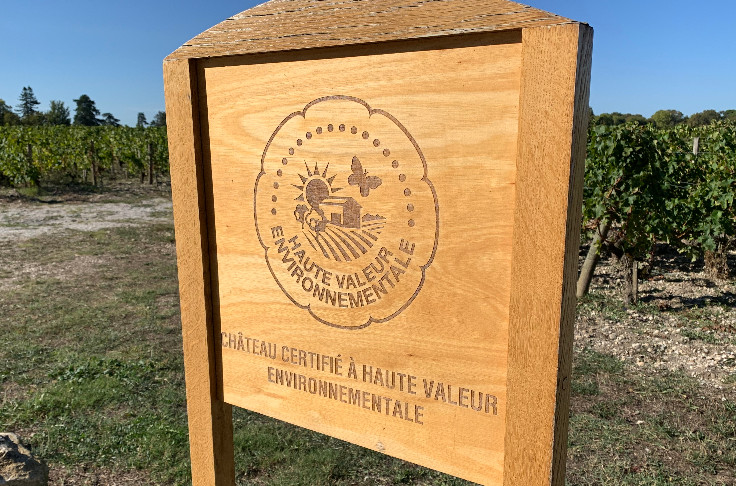 HAUTE VALEUR
ENVIRONNEMENTALE
CHÂTEAU CERTIFIÉ À HAUTE VALEUR
ENVIRONNEMENTALE